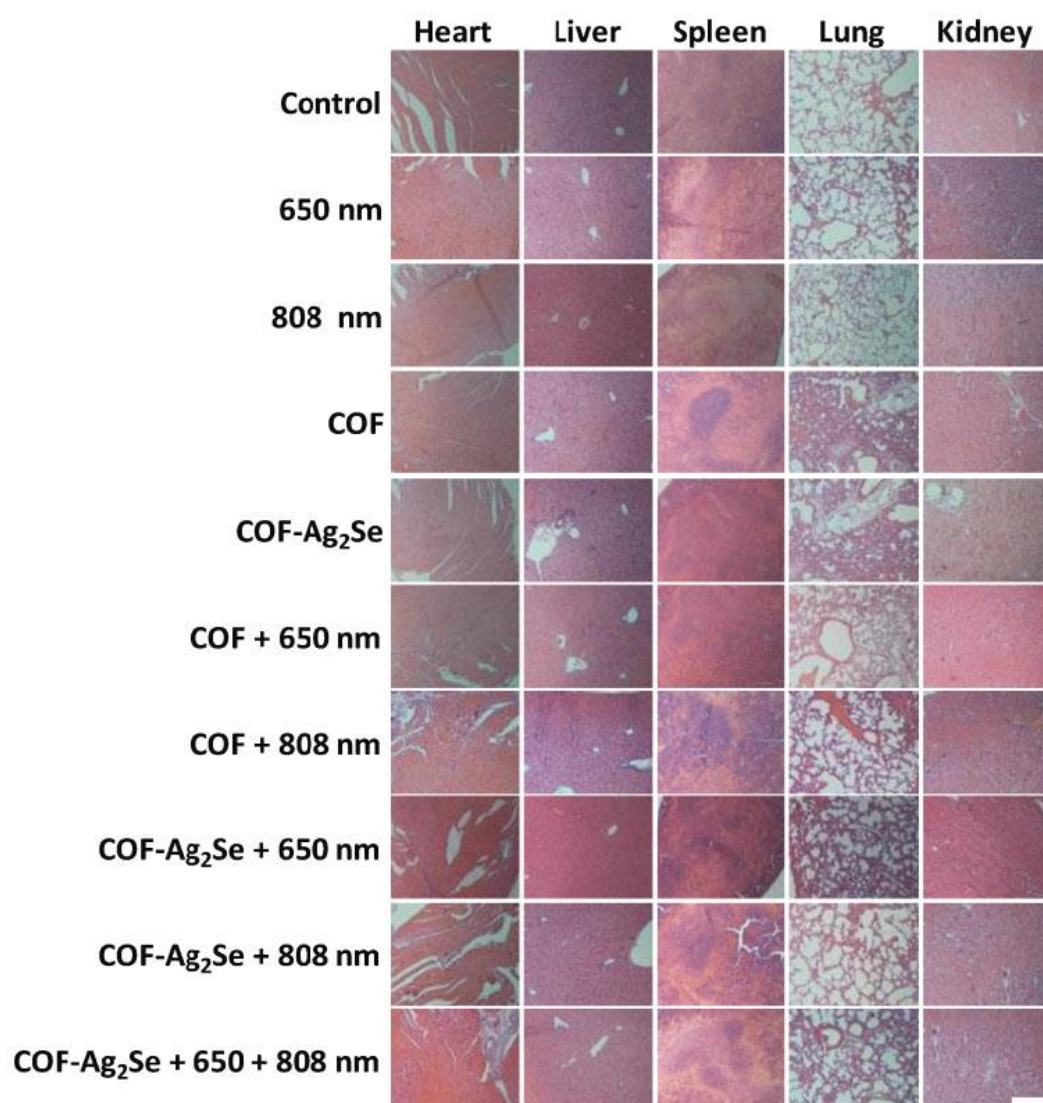 Heart Liver Spleen Lung Kidney
Control
650 nm
808 nm
COF
COF-Ag₂Se
COF + 650 nm
COF + 808 nm
COF-Ag₂Se + 650 nm
COF-Ag₂Se + 808 nm
COF-Ag₂Se + 650 + 808 nm